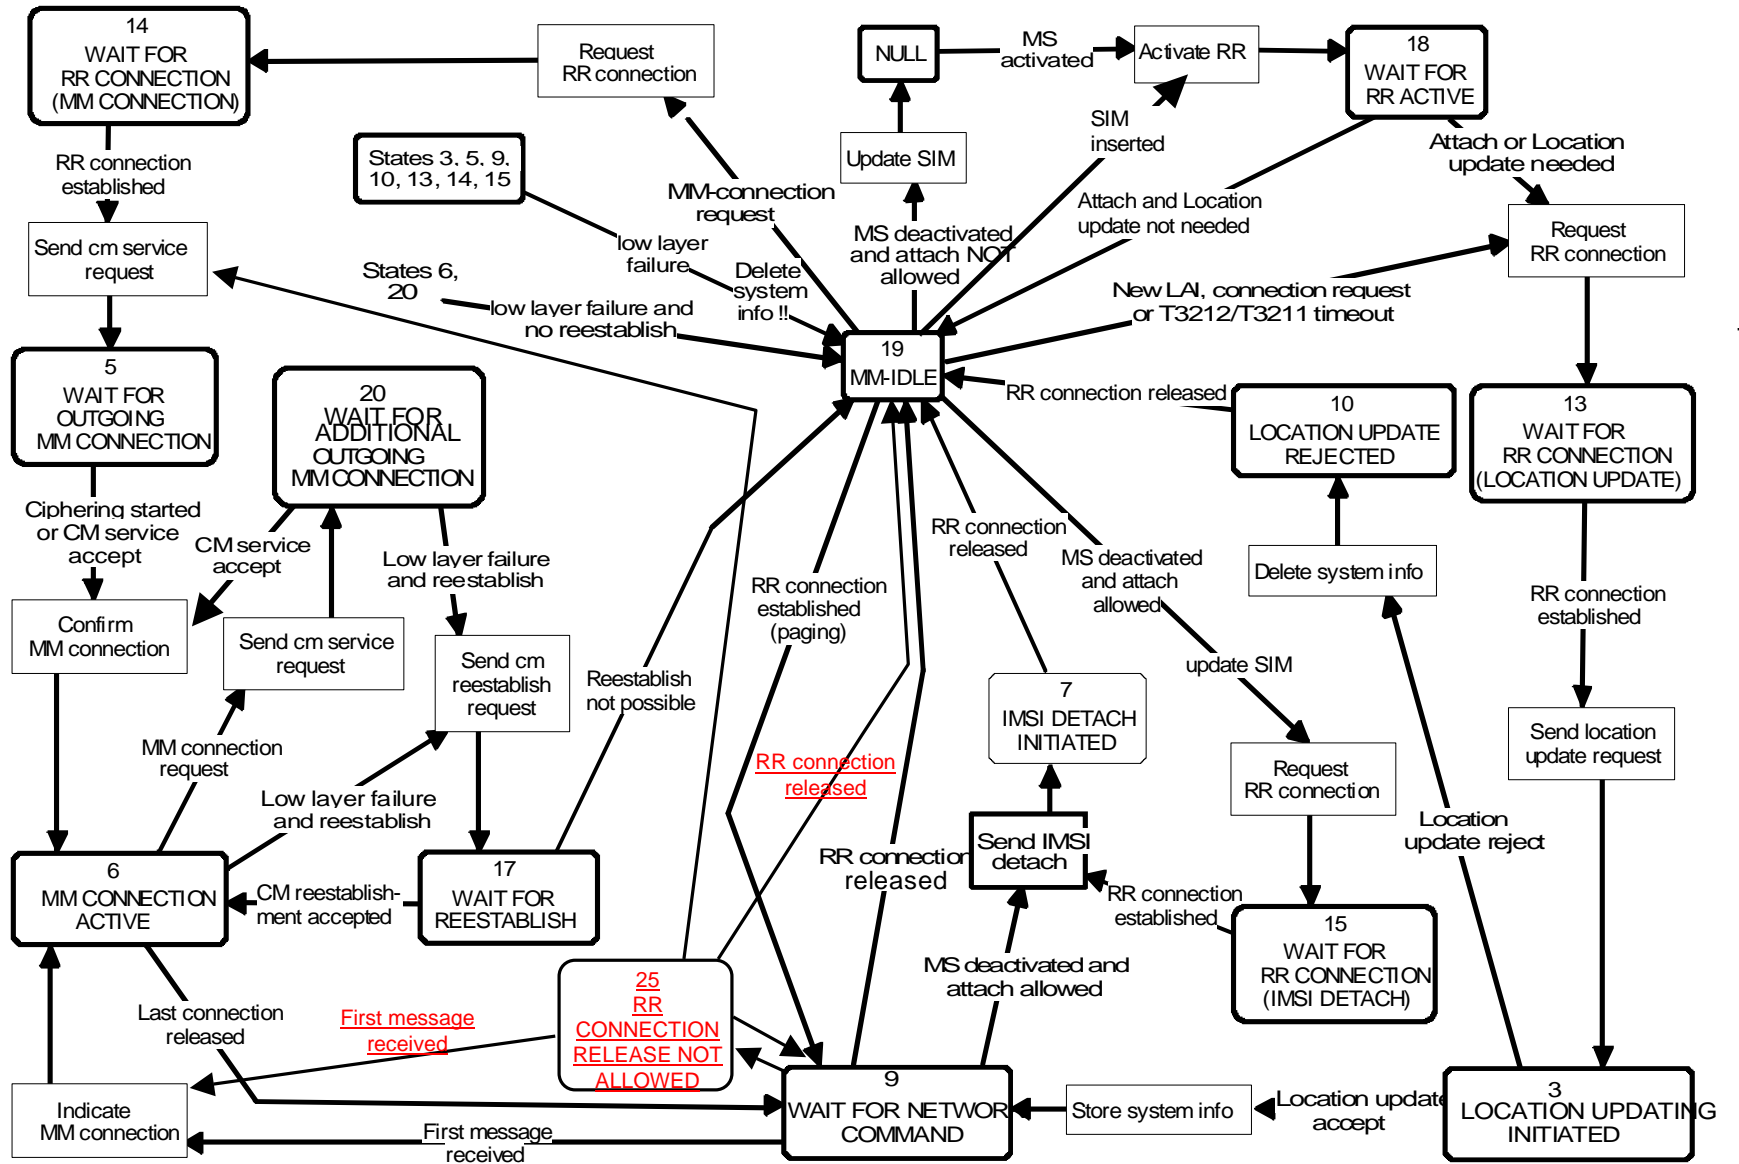 14
WAIT FOR
RR CONNECTION
(MM CONNECTION)
Request
RR connection
NULL
MS
activated
Activate RR
18
WAIT FOR
RR ACTIVE
States 3, 5, 9,
10, 13, 14, 15
Update SIM
SIM
inserted
Attach or Location
update needed
RR connection
established
MM-connection
request
Attach and Location
update not needed
Send cm service
request
low layer
failure
MS deactivated
and attach NOT
allowed
Request
RR connection
States 6,
20
Delete
system
info !!
low layer failure and
no reestablish
New LAI, connection request
or T3212/T3211 timeout
5
WAIT FOR
OUTGOING
MM CONNECTION
20
WAIT FOR
ADDITIONAL
OUTGOING
MM CONNECTION
19
MM-IDLE
RR connection released
10
LOCATION UPDATE
REJECTED
13
WAIT FOR
RR CONNECTION
(LOCATION UPDATE)
Ciphering started
or CM service
accept
CM service
accept
Low layer failure
and reestablish
RR connection
released
MS deactivated
and attach
allowed
Delete system info
RR connection
established
(paging)
RR connection
established
Confirm
MM connection
Send cm service
request
Send cm
reestablish
request
Reestablish
not possible
update SIM
7
IMSI DETACH
INITIATED
MM connection
request
RR connection
released
Request
RR connection
Send location
update request
Low layer failure
and reestablish
Send IMSI
detach
Location
update reject
6
MM CONNECTION
ACTIVE
CM reestablish-
ment accepted
17
WAIT FOR
REESTABLISH
RR connection
released
RR connection
established
15
WAIT FOR
RR CONNECTION
(IMSI DETACH)
MS deactivated and
attach allowed
Last connection
released
First message
received
25
RR
CONNECTION
RELEASE NOT
ALLOWED
Indicate
MM connection
First message
received
9
WAIT FOR NETWOR
COMMAND
Store system info
Location update
accept
3
LOCATION UPDATING
INITIATED